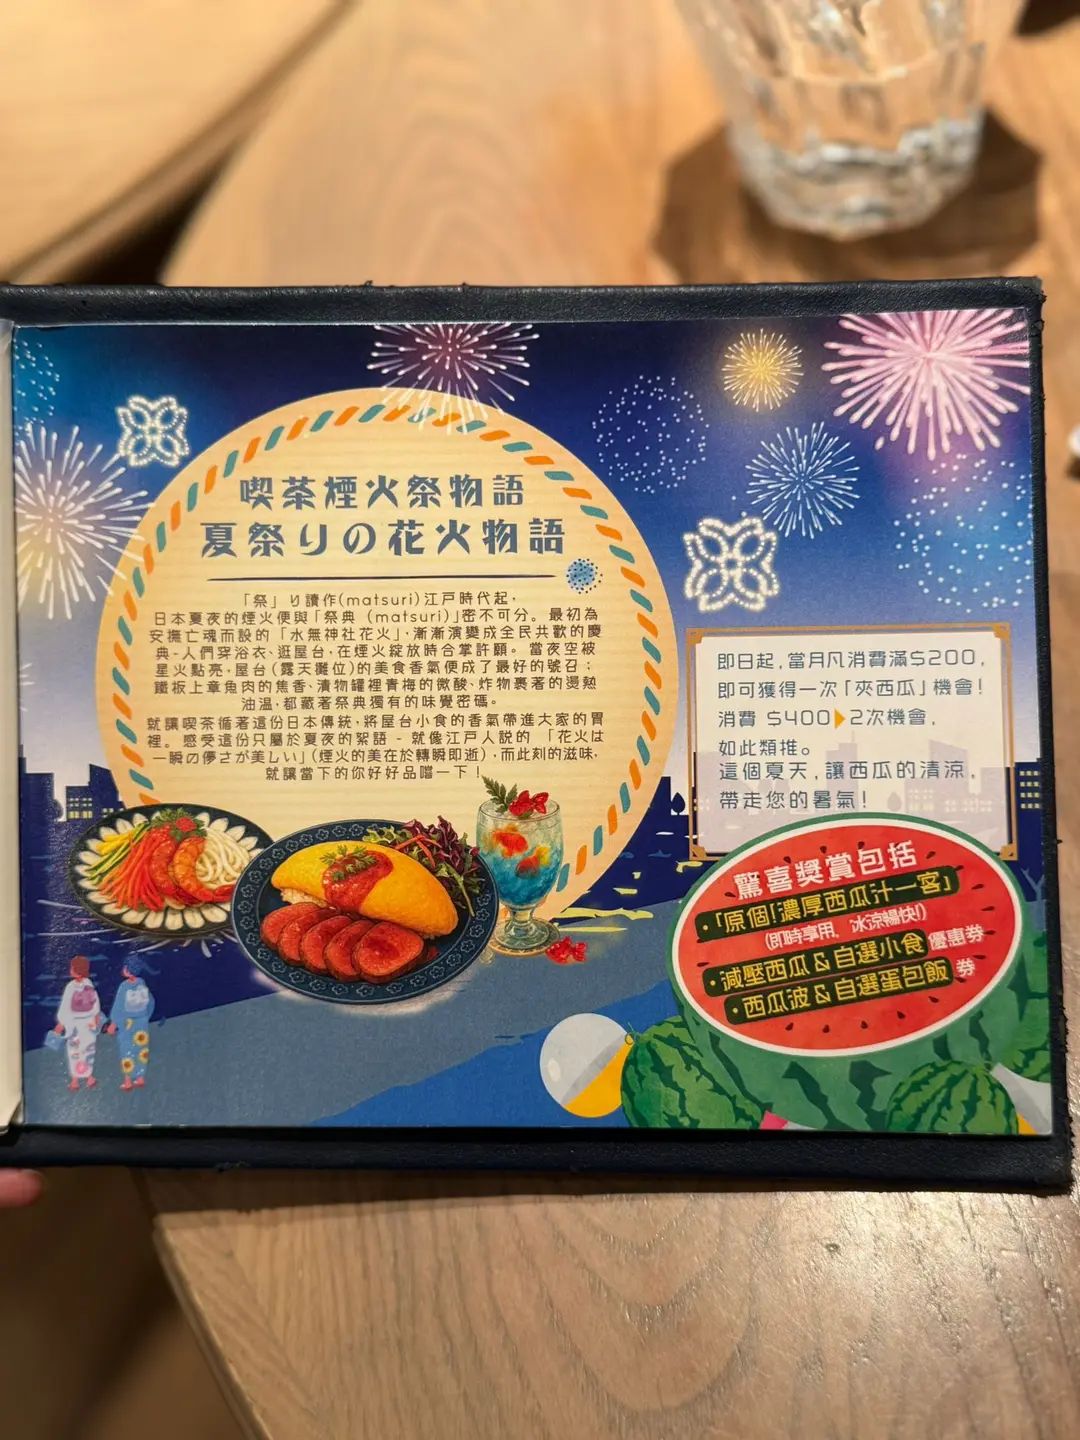 喫茶煙火祭物語
夏祭りの花火物語
「祭」り讀作(matsuri)江戸時代起,
日本夏夜的煙火便與「祭典 (matsuri)」密不可分。最初為
安撫亡魂而設的「水無神社花火」,漸漸演變成全民共歡的慶
典-人們穿浴衣、逛屋台,在煙火綻放時合掌許願。當夜空被
星火點亮,屋台(露天攤位)的美食香氣便成了最好的號召；
鐵板上章魚肉的焦香、漬物罐裡青梅的微酸、炸物裹著的燙熱
油溫,都藏著祭典獨有的味覺密碼。
就讓喫茶循著這份日本傳統,將屋台小食的香氣帶進大家的胃
裡。感受這份只屬於夏夜的絮語 - 就像江戸人説的 「花火は
一瞬の儚さが美しい」(煙火的美在於轉瞬即逝),而此刻的滋味,
就讓當下的你好好品嚐一下！
即日起,當月凡消費滿$200,
即可獲得一次「夾西瓜」機會！
消費 $400▶2次機會,
如此類推。
這個夏天,讓西瓜的清涼,
帶走您的暑氣！
驚喜獎賞包括
·「原個「濃厚西瓜汁一客」
(即時享用, 冰涼暢快!)
·減壓西瓜 & 自選小食優惠券
·西瓜波 & 自選蛋包飯 券